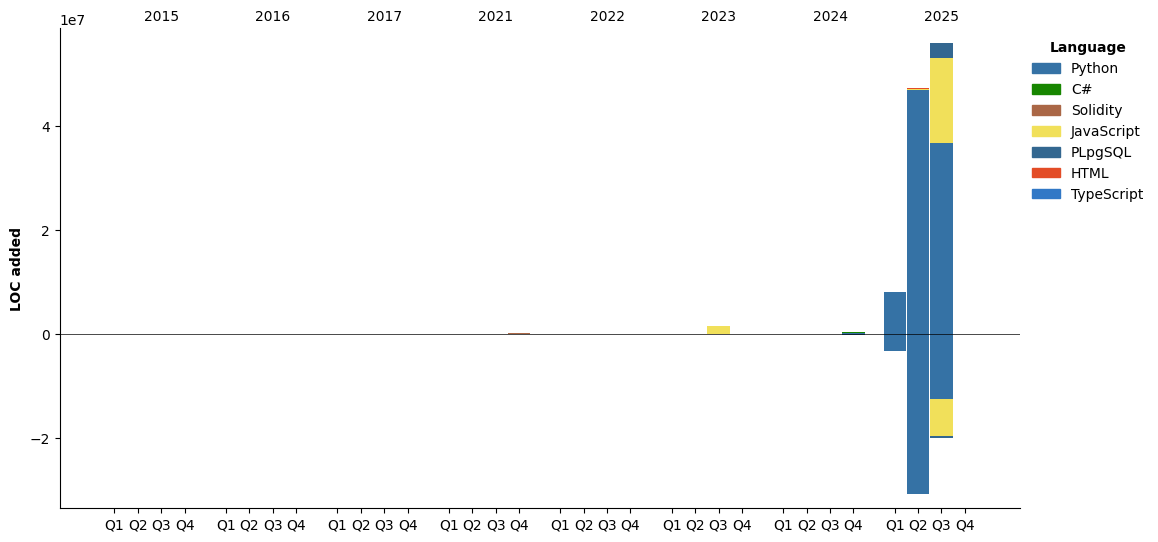 2015 2016 2017 2021 2022 2023 2024 2025
1e7
Language
Python
C#
Solidity
JavaScript
PLpgSQL
HTML
TypeScript
LOC added
4
2
0
−2
Q1 Q2 Q3 Q4 Q1 Q2 Q3 Q4 Q1 Q2 Q3 Q4 Q1 Q2 Q3 Q4 Q1 Q2 Q3 Q4 Q1 Q2 Q3 Q4 Q1 Q2 Q3 Q4 Q1 Q2 Q3 Q4